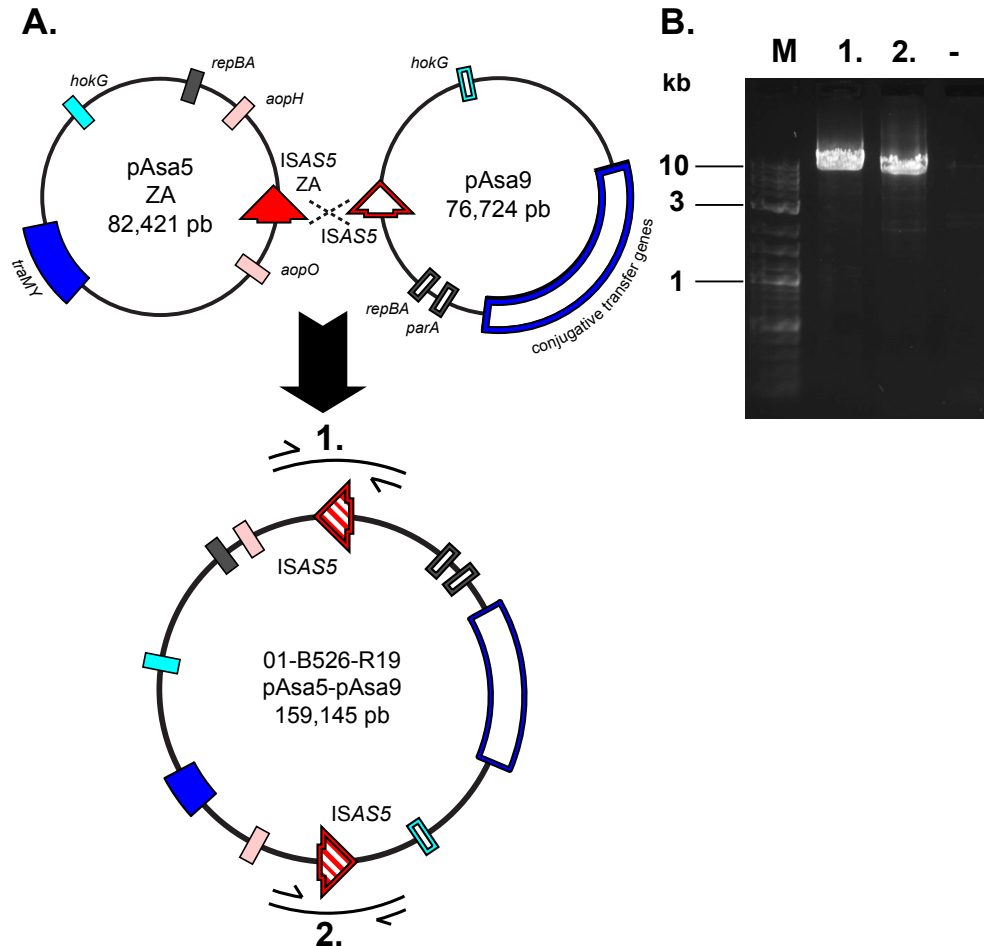 A.
hokG
repBA
aopH
pAsa5
ZA
82,421 pb
ISAS5
ZA
aopO
traMY
hokG
pAsa9
76,724 pb
ISAS5
repBA
parA
conjugative transfer genes
1.
ISAS5
01-B526-R19
pAsa5-pAsa9
159,145 pb
ISAS5
2.
B.
M 1. 2. -
kb
10
3
1